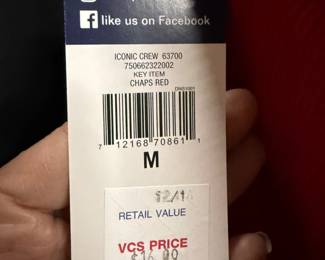 like us on Facebook
ICONIC CREW 63700
750662322002
KEY ITEM
CHAPS RED
7 12168 70861 1
M
RETAIL VALUE
VCS PRICE